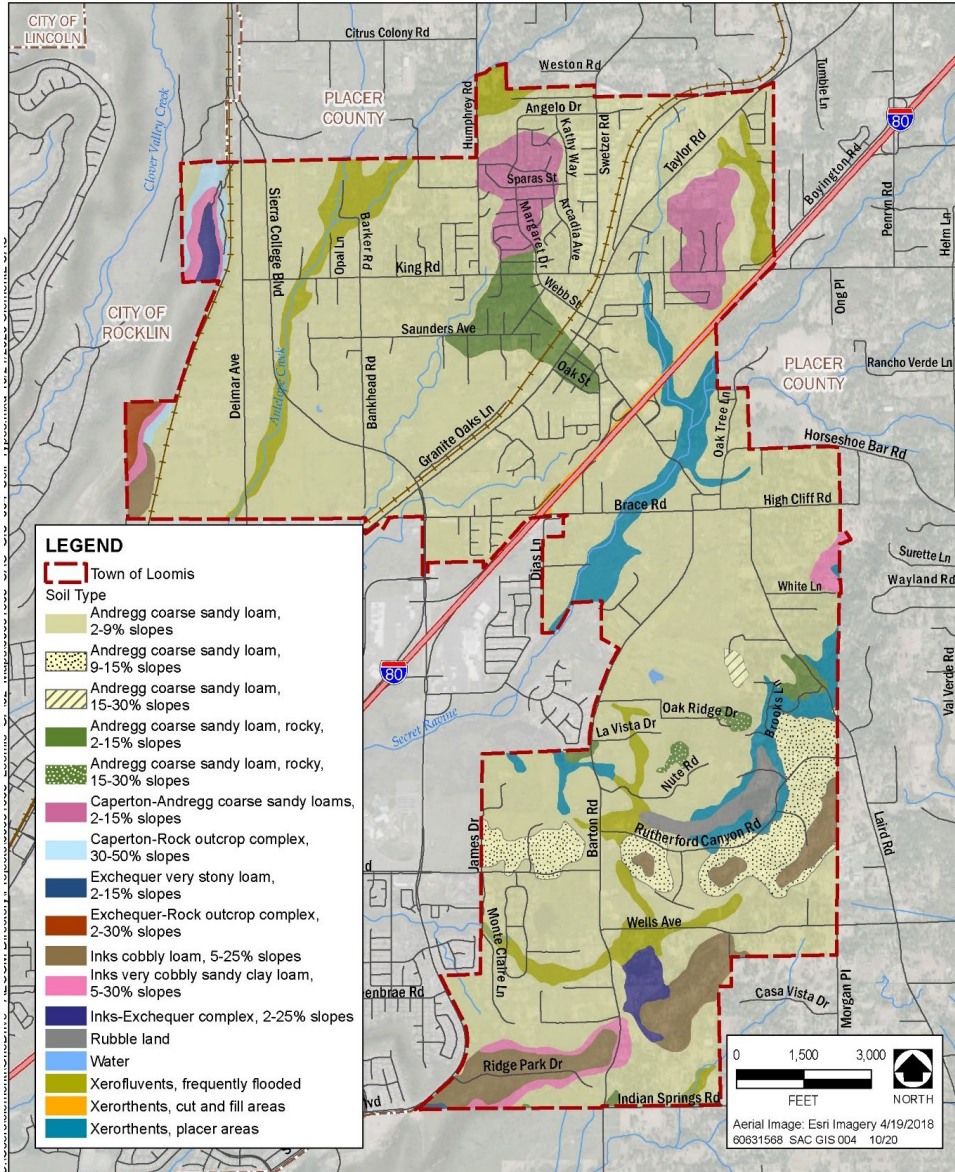 CITY OF
LINCOLN
Citrus Colony Rd
Weston Rd
PLACER
COUNTY
Humphrey Rd
Angelo Dr
Tumble Ln
Clover Valley Creek
Kathy Way
Swetzer Rd
Taylor Rd
80
Boyington Rd
Sparas St
Margaret Dr
Arcadia Ave
Penryn Rd
Helm Ln
Sierra College Blvd
Opal Ln
Barker Rd
King Rd
Webb St
Ong Pl
CITY OF
ROCKLIN
Saunders Ave
PLACER
COUNTY
Rancho Verde Ln
Delmar Ave
Antelope Creek
Bankhead Rd
Oak St
Granite Oaks Ln
Oak Tree Ln
Horseshoe Bar Rd
Brace Rd
High Cliff Rd
Dias Ln
Surette Ln
Wayland Rd
White Ln
80
Secret Ravine
Val Verde Rd
Brooks Ln
Oak Ridge Dr
La Vista Dr
Nute Rd
Rutherford Canyon Rd
James Dr
Barton Rd
Laird Rd
d
Wells Ave
Monte Claire Ln
enbrae Rd
Casa Vista Dr
Morgan Pl
Ridge Park Dr
lvd
Indian Springs Rd
S
LEGEND
Town of Loomis
Soil Type
Andregg coarse sandy loam,
2-9% slopes
Andregg coarse sandy loam,
9-15% slopes
Andregg coarse sandy loam,
15-30% slopes
Andregg coarse sandy loam, rocky,
2-15% slopes
Andregg coarse sandy loam, rocky,
15-30% slopes
Caperton-Andregg coarse sandy loams,
2-15% slopes
Caperton-Rock outcrop complex,
30-50% slopes
Exchequer very stony loam,
2-15% slopes
Exchequer-Rock outcrop complex,
2-30% slopes
Inks cobbly loam, 5-25% slopes
Inks very cobbly sandy clay loam,
5-30% slopes
Inks-Exchequer complex, 2-25% slopes
Rubble land
Water
Xerofluvents, frequently flooded
Xerorthents, cut and fill areas
Xerorthents, placer areas
0 1,500 3,000
FEET
NORTH
Aerial Image: Esri Imagery 4/19/2018
60631568 SAC GIS 004 10/20